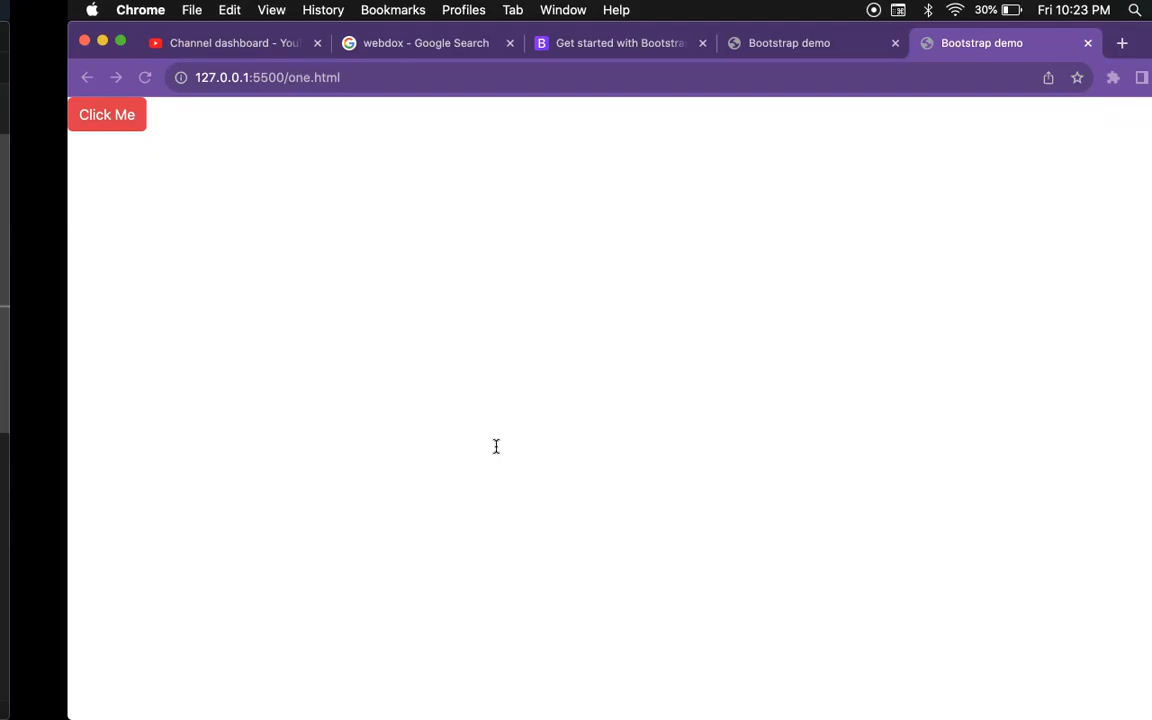 Chrome File Edit View History Bookmarks Profiles Tab Window Help 30% Fri 10:23 PM
Channel dashboard - You webdox - Google Search B Get started with Bootstra Bootstrap demo Bootstrap demo
127.0.0.1:5500/one.html
Click Me